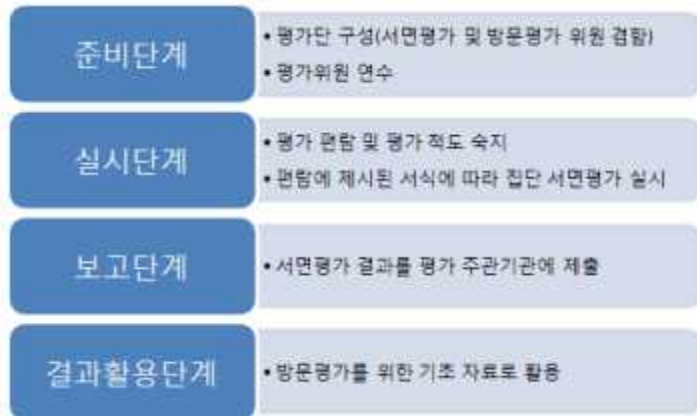 준비단계
• 평가단 구성(서면평가 및 방문평가 위원 겸함)
• 평가위원 연수
실시단계
• 평가 편람 및 평가 척도 숙지
• 편람에 제시된 서식에 따라 집단 서면평가 실시
보고단계
• 서면평가 결과를 평가 주관기관에 제출
결과활용단계
• 방문평가를 위한 기초 자료로 활용